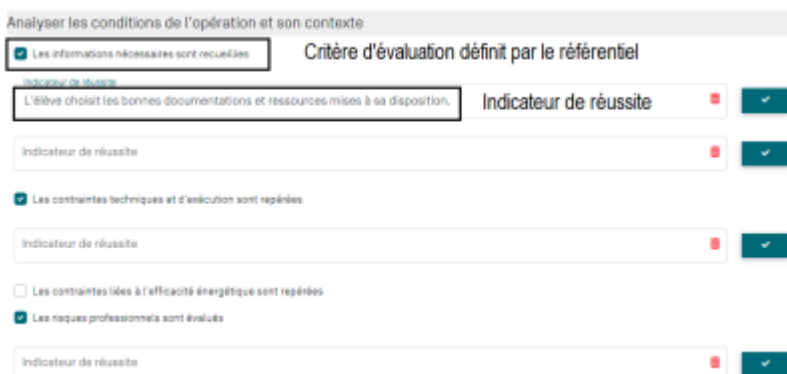 Analyser les conditions de l'opération et son contexte
Les informations nécessaires sont recueillies
Critère d'évaluation définit par le référentiel
Indicateur de réussite
L'élève choisit les bonnes documentations et ressources mises à sa disposition.
Indicateur de réussite
Indicateur de réussite
Les contraintes techniques et d'exécution sont repérées
Indicateur de réussite
Les contraintes liées à l'efficacité énergétique sont repérées
Les risques professionnels sont évalués
Indicateur de réussite